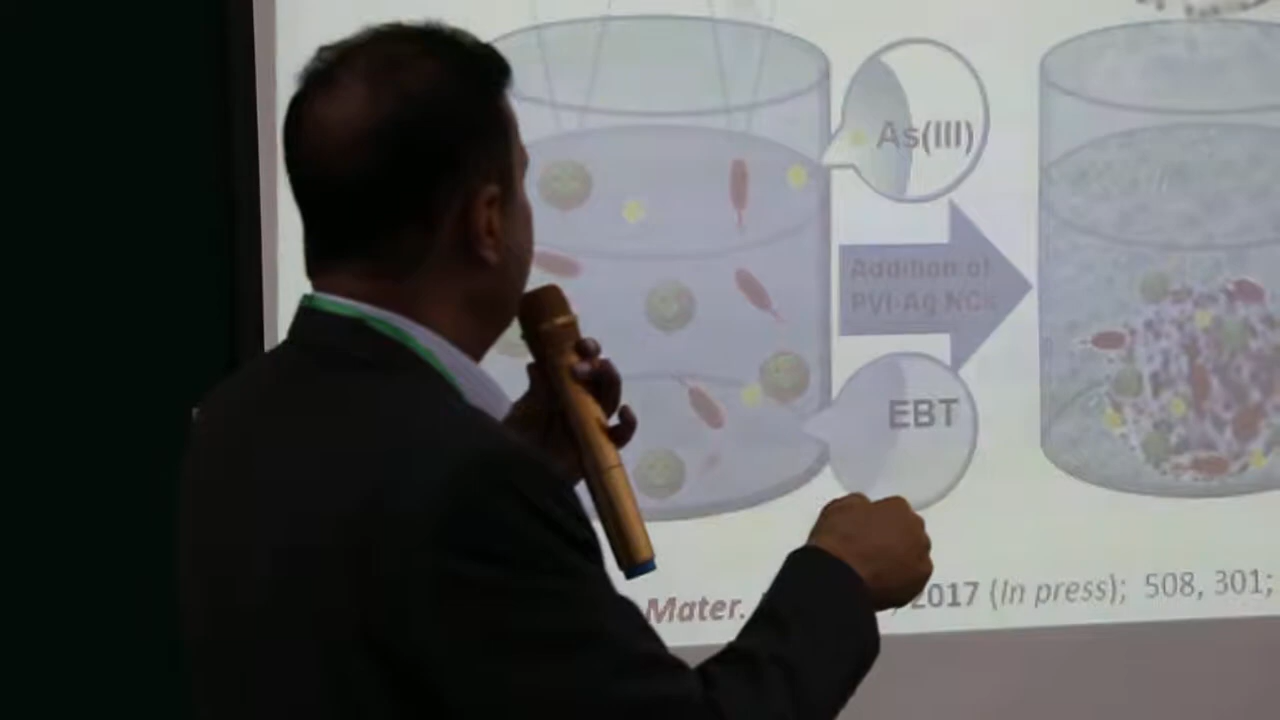 As(III)
Addition of
PVI-Ag NCs
EBT
Mater. , 2017 (In press); 508, 301;